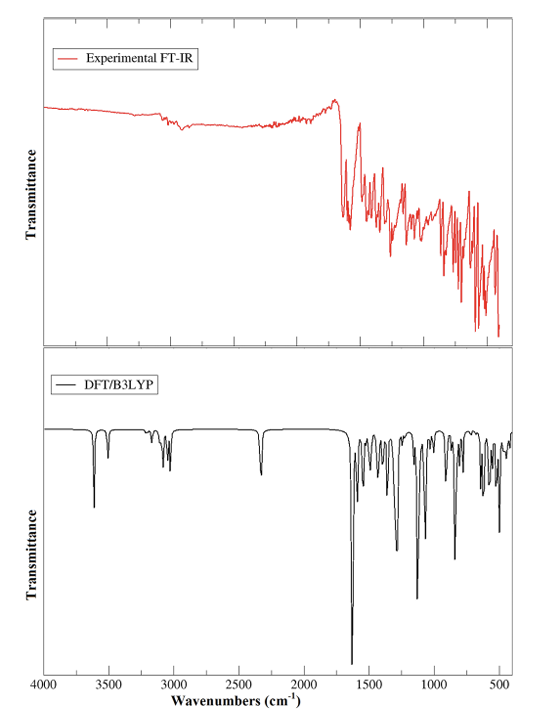 Experimental FT-IR
Transmittance
DFT/B3LYP
Transmittance
4000 3500 3000 2500 2000 1500 1000 500
Wavenumbers (cm-1)